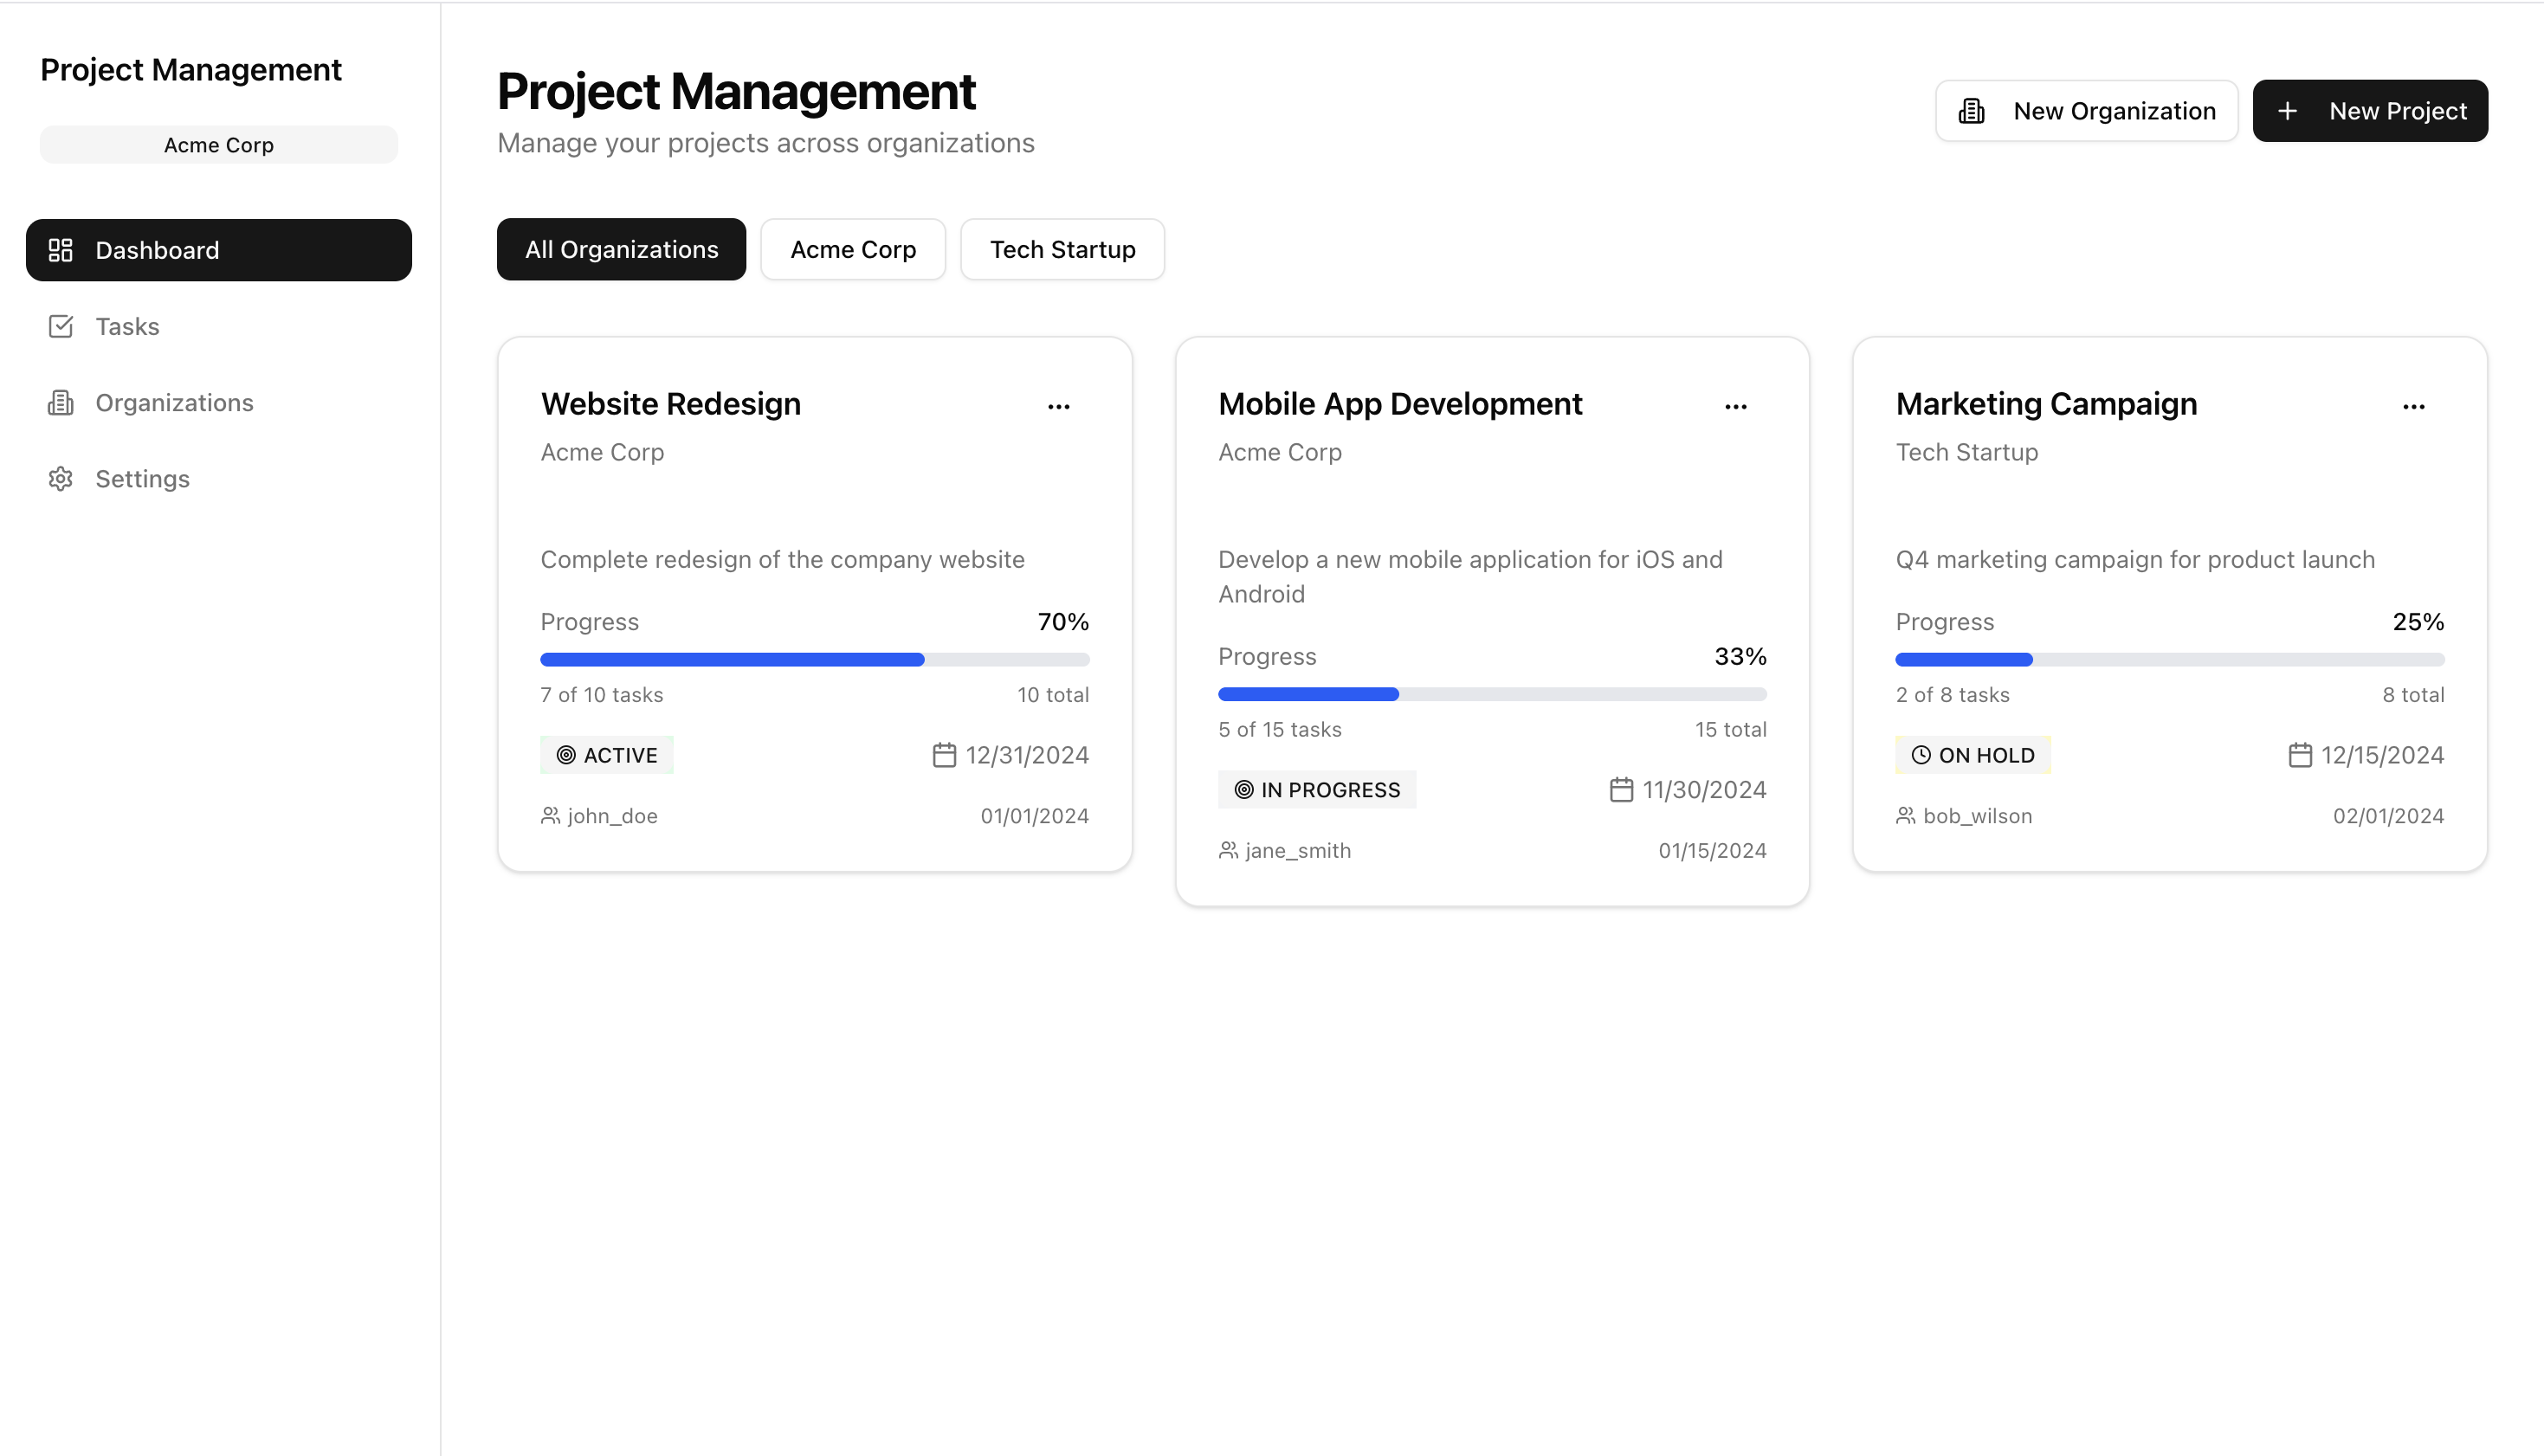 Project Management
Acme Corp
Dashboard
Tasks
Organizations
Settings
Project Management
Manage your projects across organizations
New Organization
New Project
All Organizations
Acme Corp
Tech Startup
Website Redesign
Acme Corp
Complete redesign of the company website
Progress 70%
7 of 10 tasks 10 total
ACTIVE 12/31/2024
john_doe 01/01/2024
Mobile App Development
Acme Corp
Develop a new mobile application for iOS and
Android
Progress 33%
5 of 15 tasks 15 total
IN PROGRESS 11/30/2024
jane_smith 01/15/2024
Marketing Campaign
Tech Startup
Q4 marketing campaign for product launch
Progress 25%
2 of 8 tasks 8 total
ON HOLD 12/15/2024
bob_wilson 02/01/2024